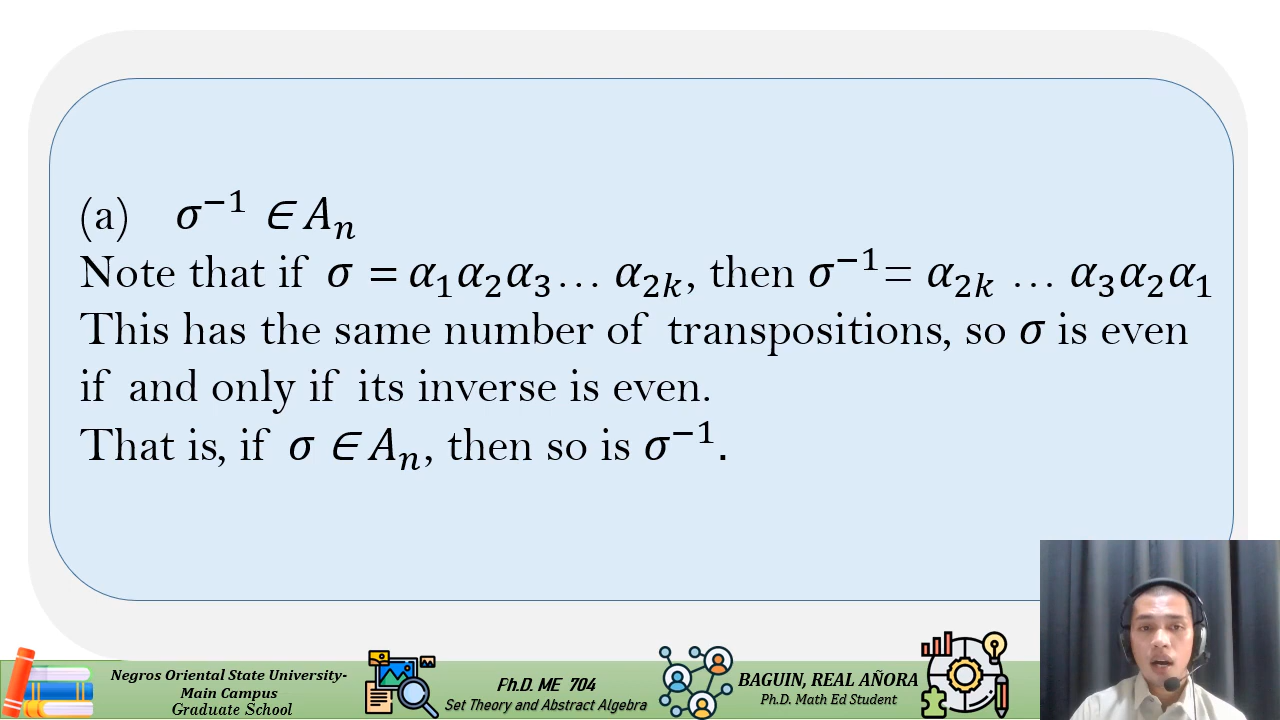 (a) σ⁻¹ ∈ Aₙ
Note that if σ = α₁α₂α₃… α₂ₖ, then σ⁻¹= α₂ₖ … α₃α₂α₁
This has the same number of transpositions, so σ is even
if and only if its inverse is even.
That is, if σ ∈ Aₙ, then so is σ⁻¹.
Negros Oriental State University-
Main Campus
Graduate School
Ph.D. ME 704
Set Theory and Abstract Algebra
BAGUIN, REAL AÑORA
Ph.D. Math Ed Student